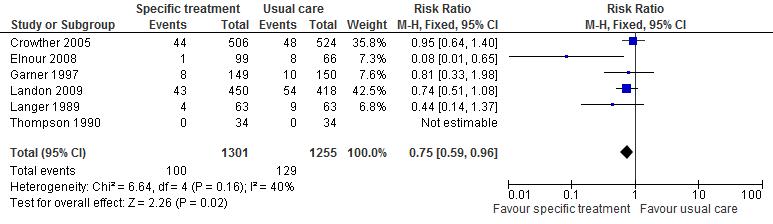 Specific treatment Usual care Risk Ratio Risk Ratio
Study or Subgroup Events Total Events Total Weight M-H, Fixed, 95% CI M-H, Fixed, 95% CI
Crowther 2005 44 506 48 524 35.8% 0.95 [0.64, 1.40]
Elnour 2008 1 99 8 66 7.3% 0.08 [0.01, 0.65]
Garner 1997 8 149 10 150 7.6% 0.81 [0.33, 1.98]
Landon 2009 43 450 54 418 42.5% 0.74 [0.51, 1.08]
Langer 1989 4 63 9 63 6.8% 0.44 [0.14, 1.37]
Thompson 1990 0 34 0 34 Not estimable
Total (95% CI) 1301 1255 100.0% 0.75 [0.59, 0.96]
Total events 100 129
Heterogeneity: Chi² = 6.64, df = 4 (P = 0.16); I² = 40%
Test for overall effect: Z = 2.26 (P = 0.02)
0.01 0.1 1 10 100
Favour specific treatment Favour usual care